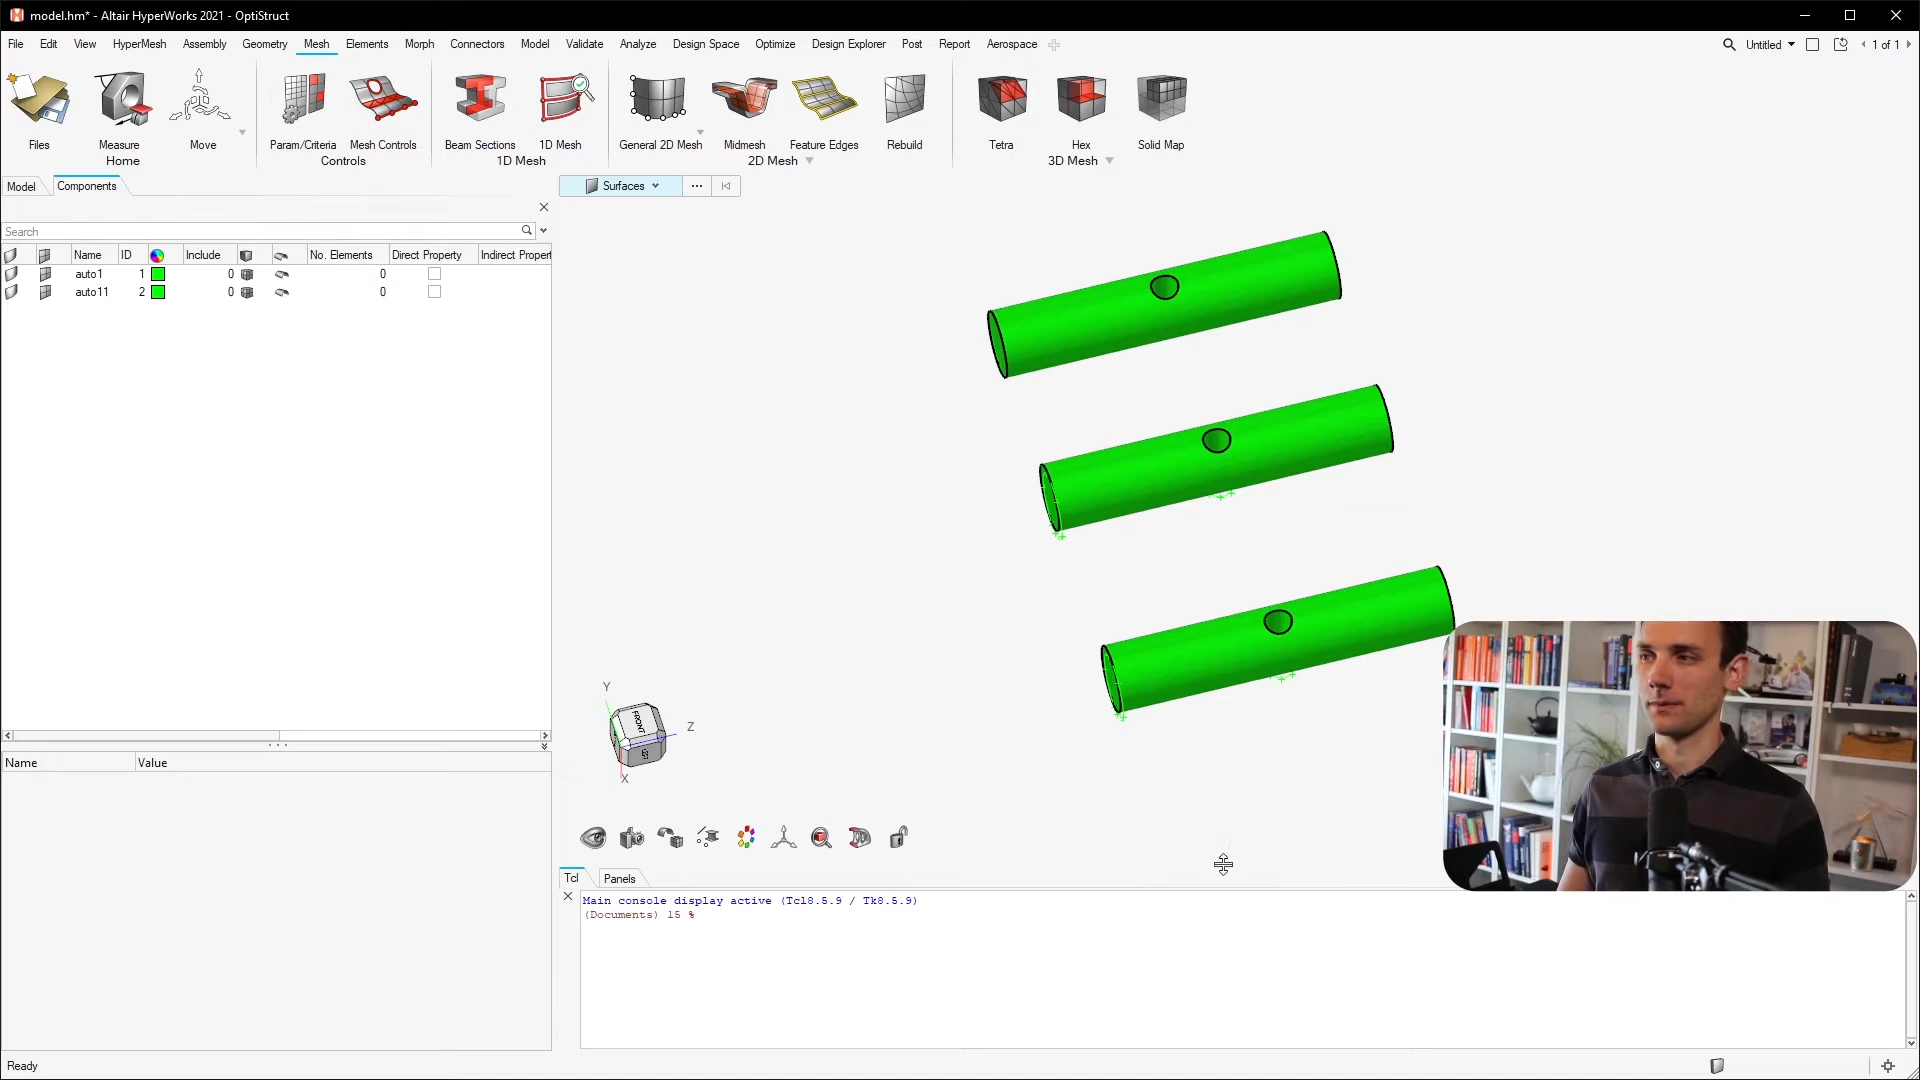 model.hm* - Altair HyperWorks 2021 - OptiStruct
File Edit View HyperMesh Assembly Geometry Mesh Elements Morph Connectors Model Validate Analyze Design Space Optimize Design Explorer Post Report Aerospace Untitled 1 of 1
Files Measure Move Param/Criteria Mesh Controls Beam Sections 1D Mesh General 2D Mesh Midmesh Feature Edges Rebuild Tetra Hex Solid Map
Home Controls 1D Mesh 2D Mesh 3D Mesh
Model Components
Surfaces
Search
Name ID Include No. Elements Direct Property Indirect Propert
auto1 1 0 0
auto11 2 0 0
Y
Z
X
FRONT
Name Value
Tcl Panels
Main console display active (Tcl8.5.9 / Tk8.5.9)
(Documents) 15 %
Ready